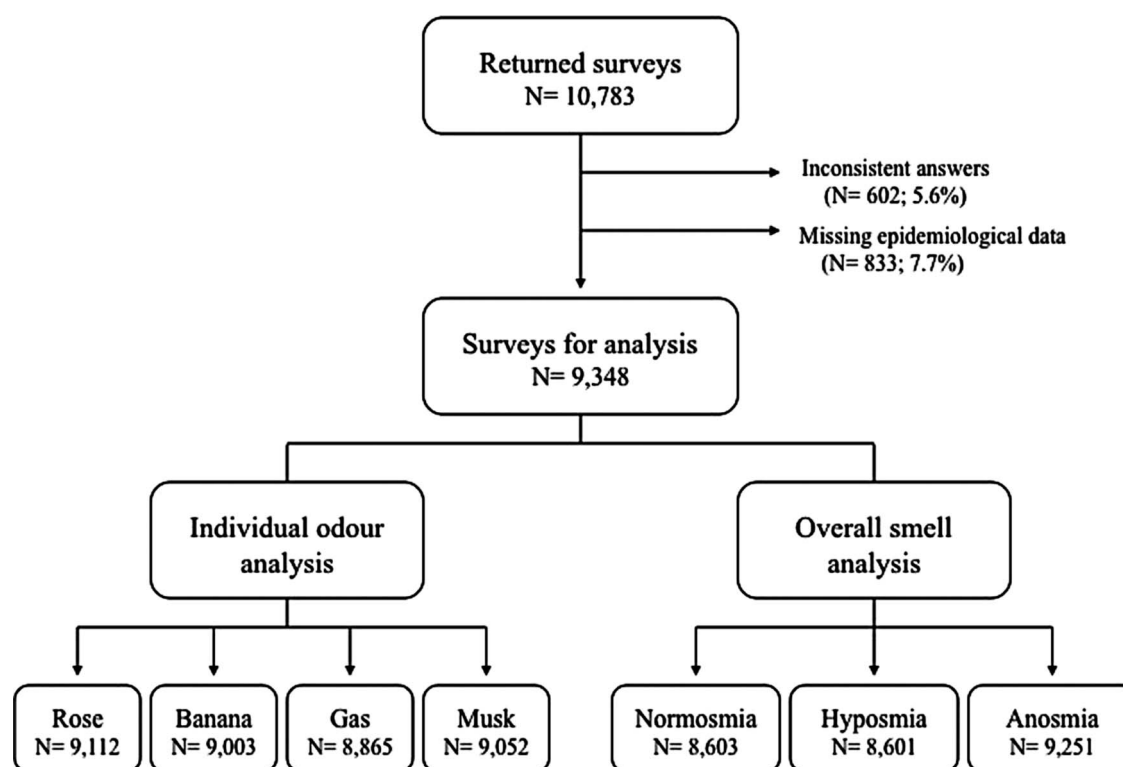 Returned surveys
N= 10,783
Inconsistent answers
(N= 602; 5.6%)
Missing epidemiological data
(N= 833; 7.7%)
Surveys for analysis
N= 9,348
Individual odour
analysis
Overall smell
analysis
Rose
N= 9,112
Banana
N= 9,003
Gas
N= 8,865
Musk
N= 9,052
Normosmia
N= 8,603
Hyposmia
N= 8,601
Anosmia
N= 9,251